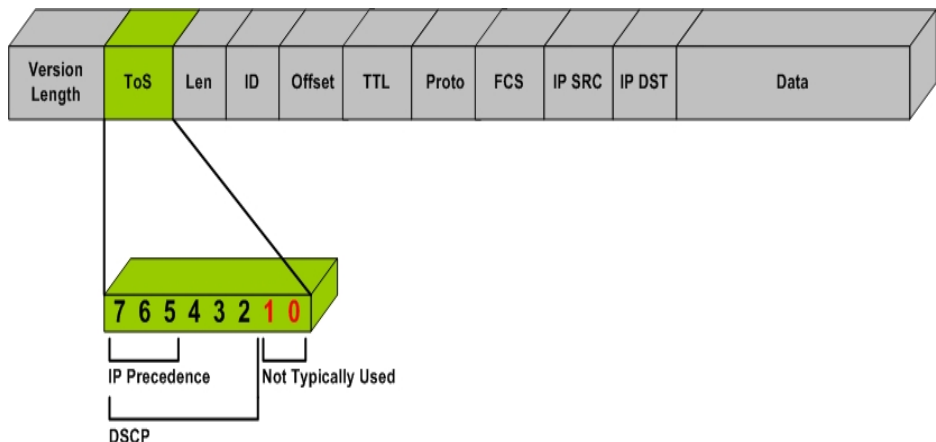 Version Length
ToS
Len
ID
Offset
TTL
Proto
FCS
IP SRC
IP DST
Data
7 6 5 4 3 2 1 0
IP Precedence
Not Typically Used
DSCP